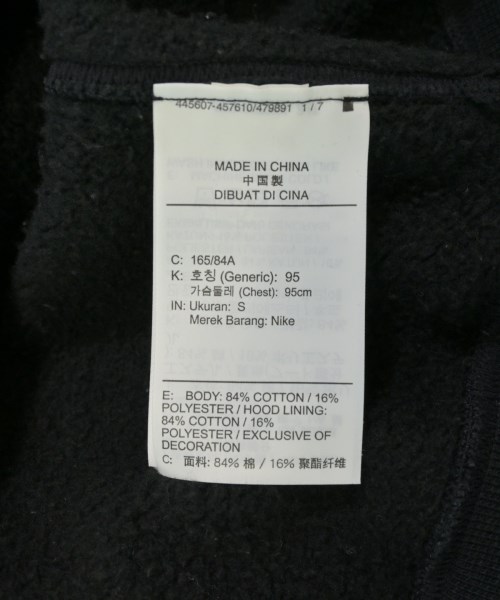 445607-457610/479891 1/7
MADE IN CHINA
中国製
DIBUAT DI CINA
C: 165/84A
K: 호칭 (Generic): 95
가슴둘레 (Chest): 95cm
IN: Ukuran: S
Merek Barang: Nike
E: BODY: 84% COTTON / 16%
POLYESTER / HOOD LINING:
84% COTTON / 16%
POLYESTER / EXCLUSIVE OF
DECORATION
C: 面料: 84% 棉 / 16% 聚酯纤维